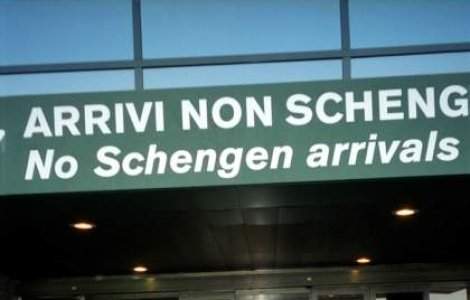 ARRIVI NON SCHENG
No Schengen arrivals